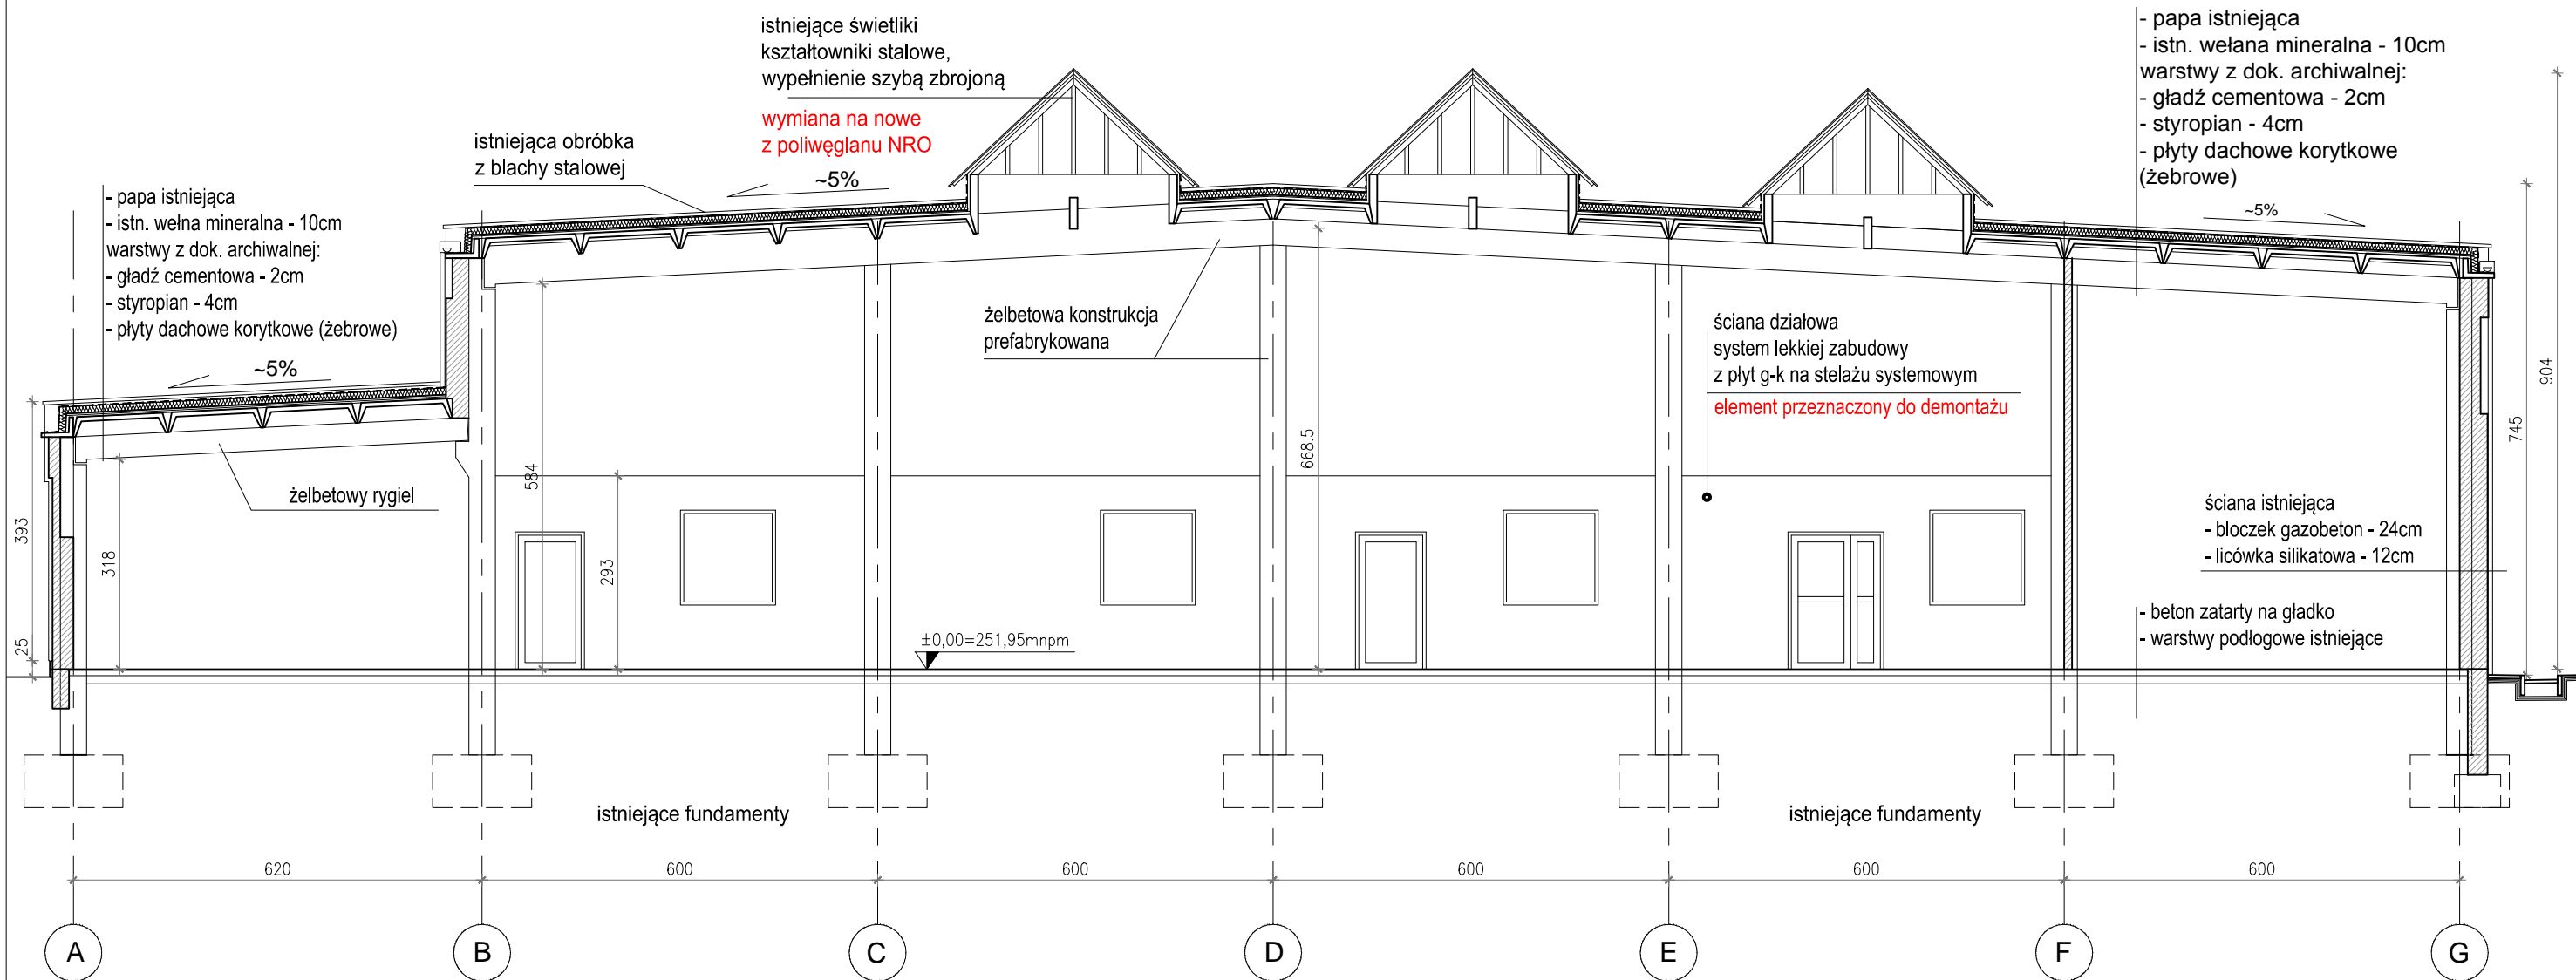 istniejące świetliki
kształtowniki stalowe,
wypełnienie szybą zbrojoną
wymiana na nowe
z poliwęglanu NRO
istniejąca obróbka
z blachy stalowej
~5%
- papa istniejąca
- istn. wełna mineralna - 10cm
warstwy z dok. archiwalnej:
- gładź cementowa - 2cm
- styropian - 4cm
- płyty dachowe korytkowe (żebrowe)
~5%
- papa istniejąca
- istn. wełana mineralna - 10cm
warstwy z dok. archiwalnej:
- gładź cementowa - 2cm
- styropian - 4cm
- płyty dachowe korytkowe
(żebrowe)
~5%
żelbetowa konstrukcja
prefabrykowana
ściana działowa
system lekkiej zabudowy
z płyt g-k na stelażu systemowym
element przeznaczony do demontażu
904
745
668.5
584
293
393
318
25
żelbetowy rygiel
ściana istniejąca
- bloczek gazobeton - 24cm
- licówka silikatowa - 12cm
- beton zatarty na gładko
- warstwy podłogowe istniejące
±0,00=251,95mnpm
istniejące fundamenty
istniejące fundamenty
620
600
600
600
600
600
A
B
C
D
E
F
G